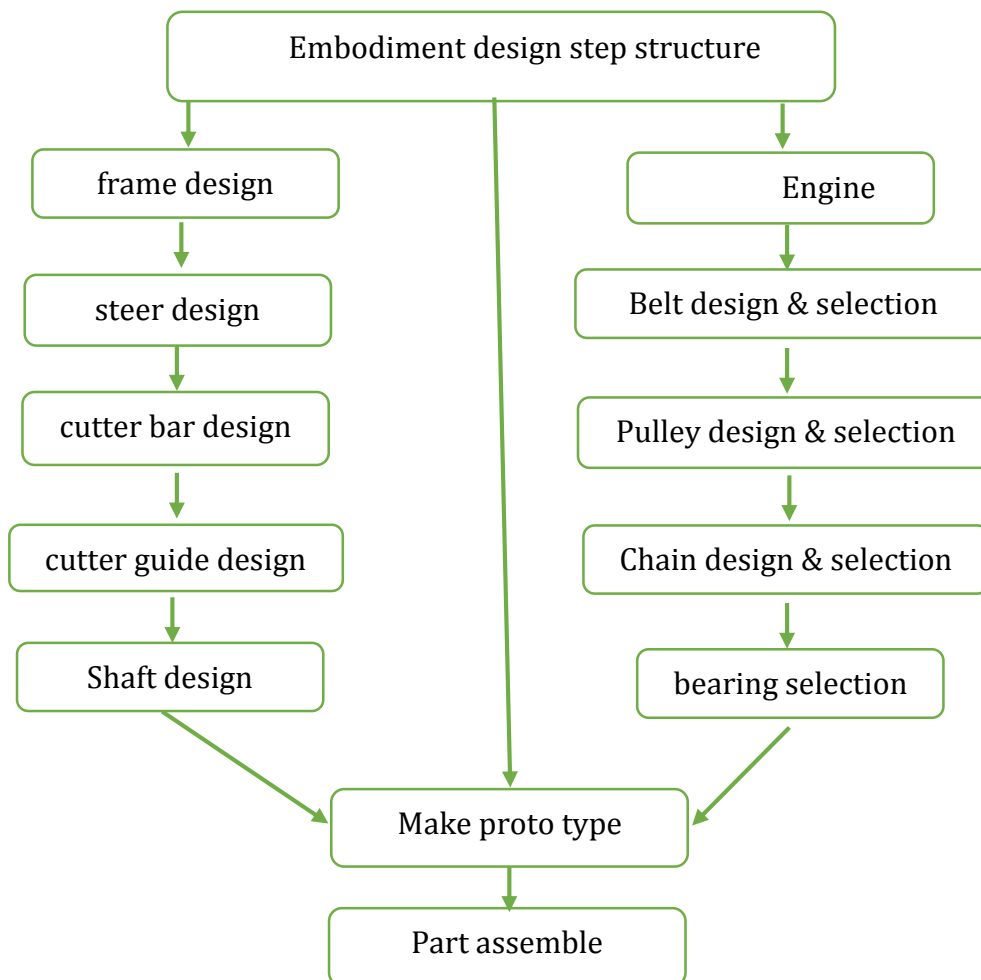 Embodiment design step structure
frame design
Engine
steer design
Belt design & selection
cutter bar design
Pulley design & selection
cutter guide design
Chain design & selection
Shaft design
bearing selection
Make proto type
Part assemble